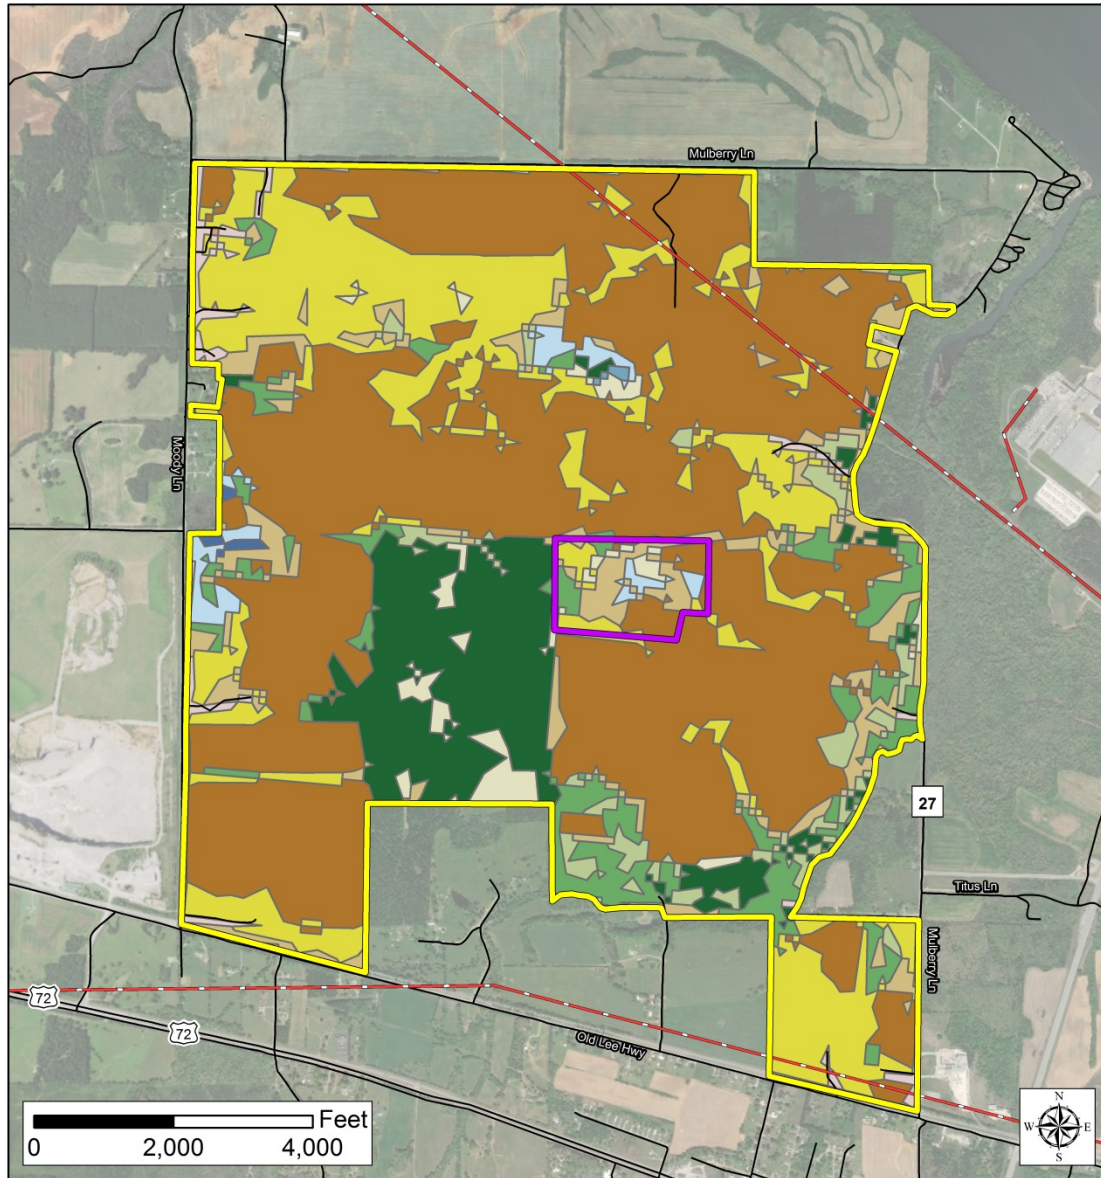 Mulberry Ln
Moody Ln
27
Titus Ln
Mulberry Ln
72
72
Old Lee Hwy
Feet
0 2,000 4,000
N
W E
S